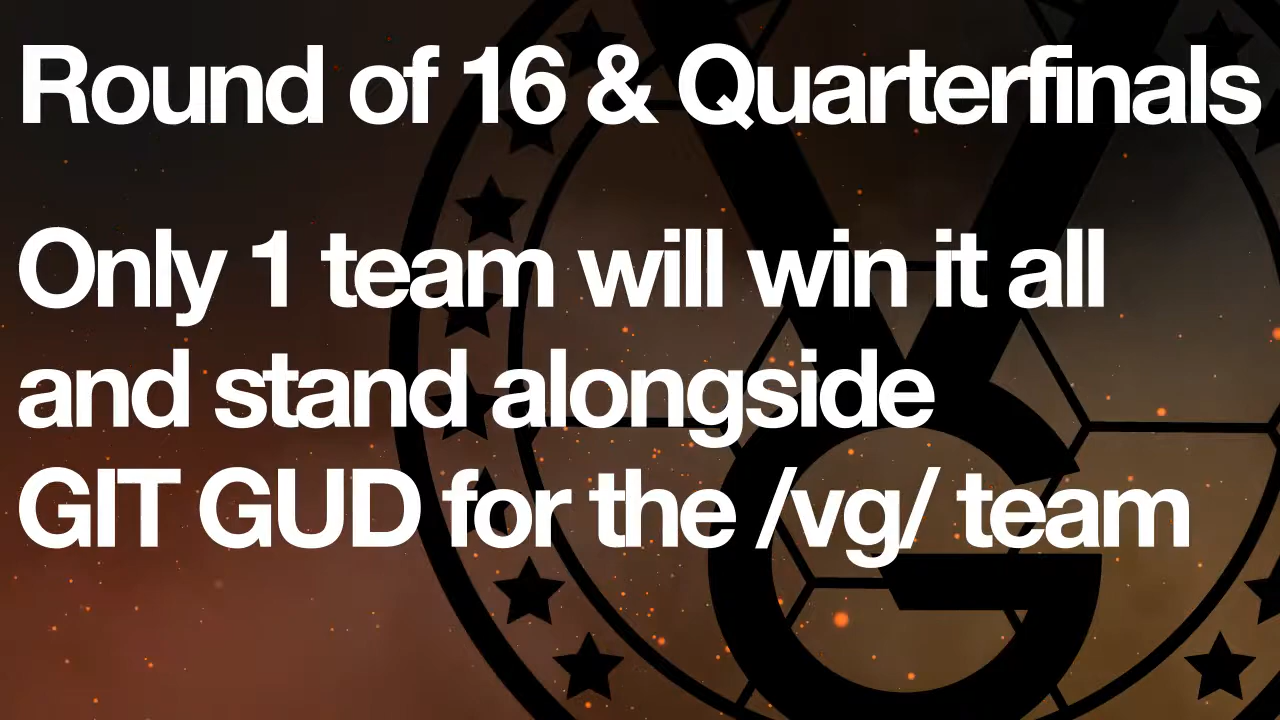 Round of 16 & Quarterfinals
Only 1 team will win it all
and stand alongside
GIT GUD for the /vg/ team